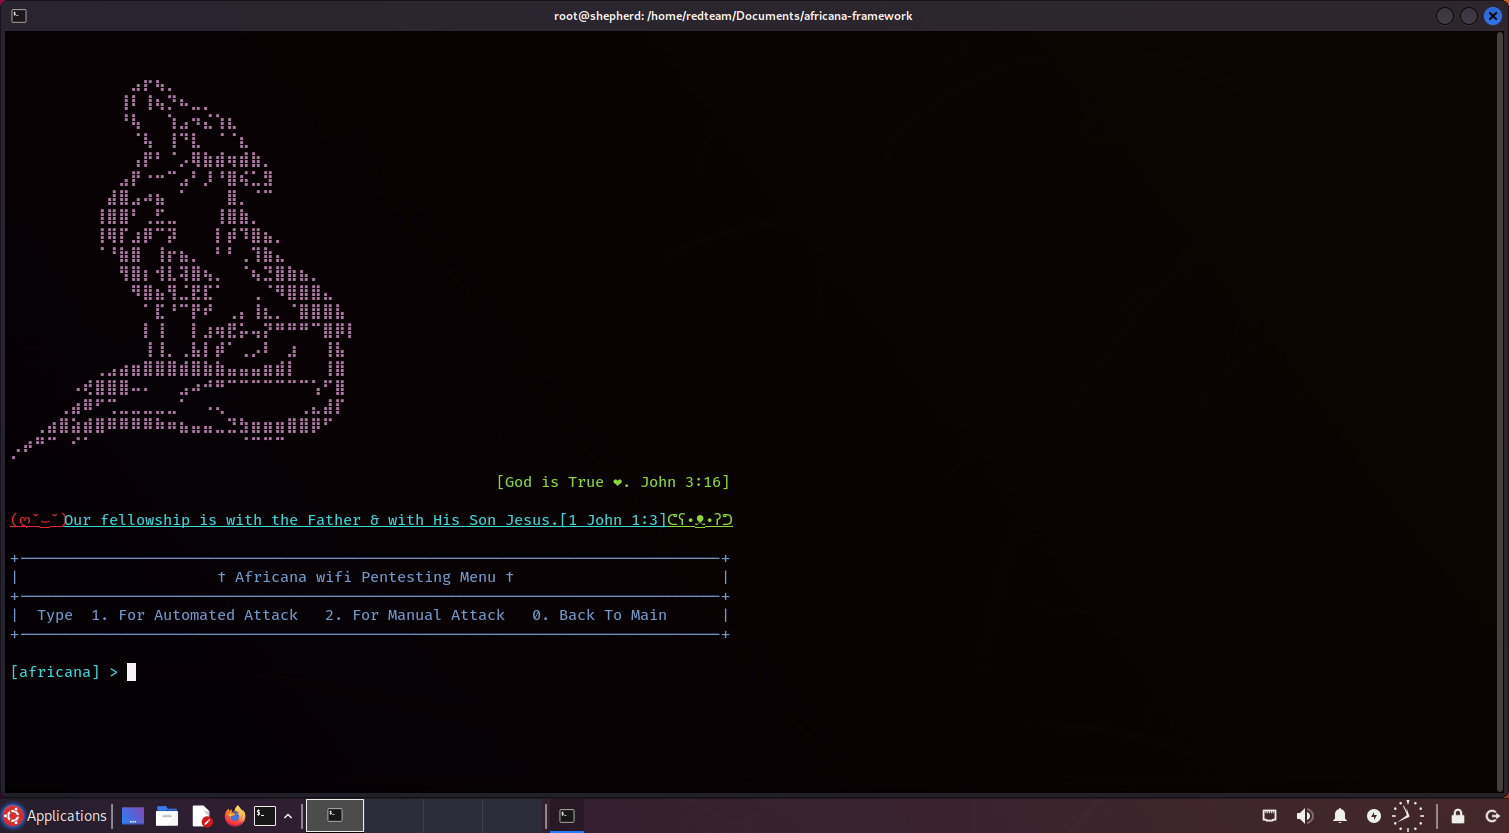 root@shepherd: /home/redteam/Documents/africana-framework
[God is True ❤. John 3:16]
(ღ˘⌣˘)Our fellowship is with the Father & with His Son Jesus.[1 John 1:3]ᕦʕ•ᴥ•ʔᕤ
† Africana wifi Pentesting Menu †
Type 1. For Automated Attack 2. For Manual Attack 0. Back To Main
[africana] >
Applications